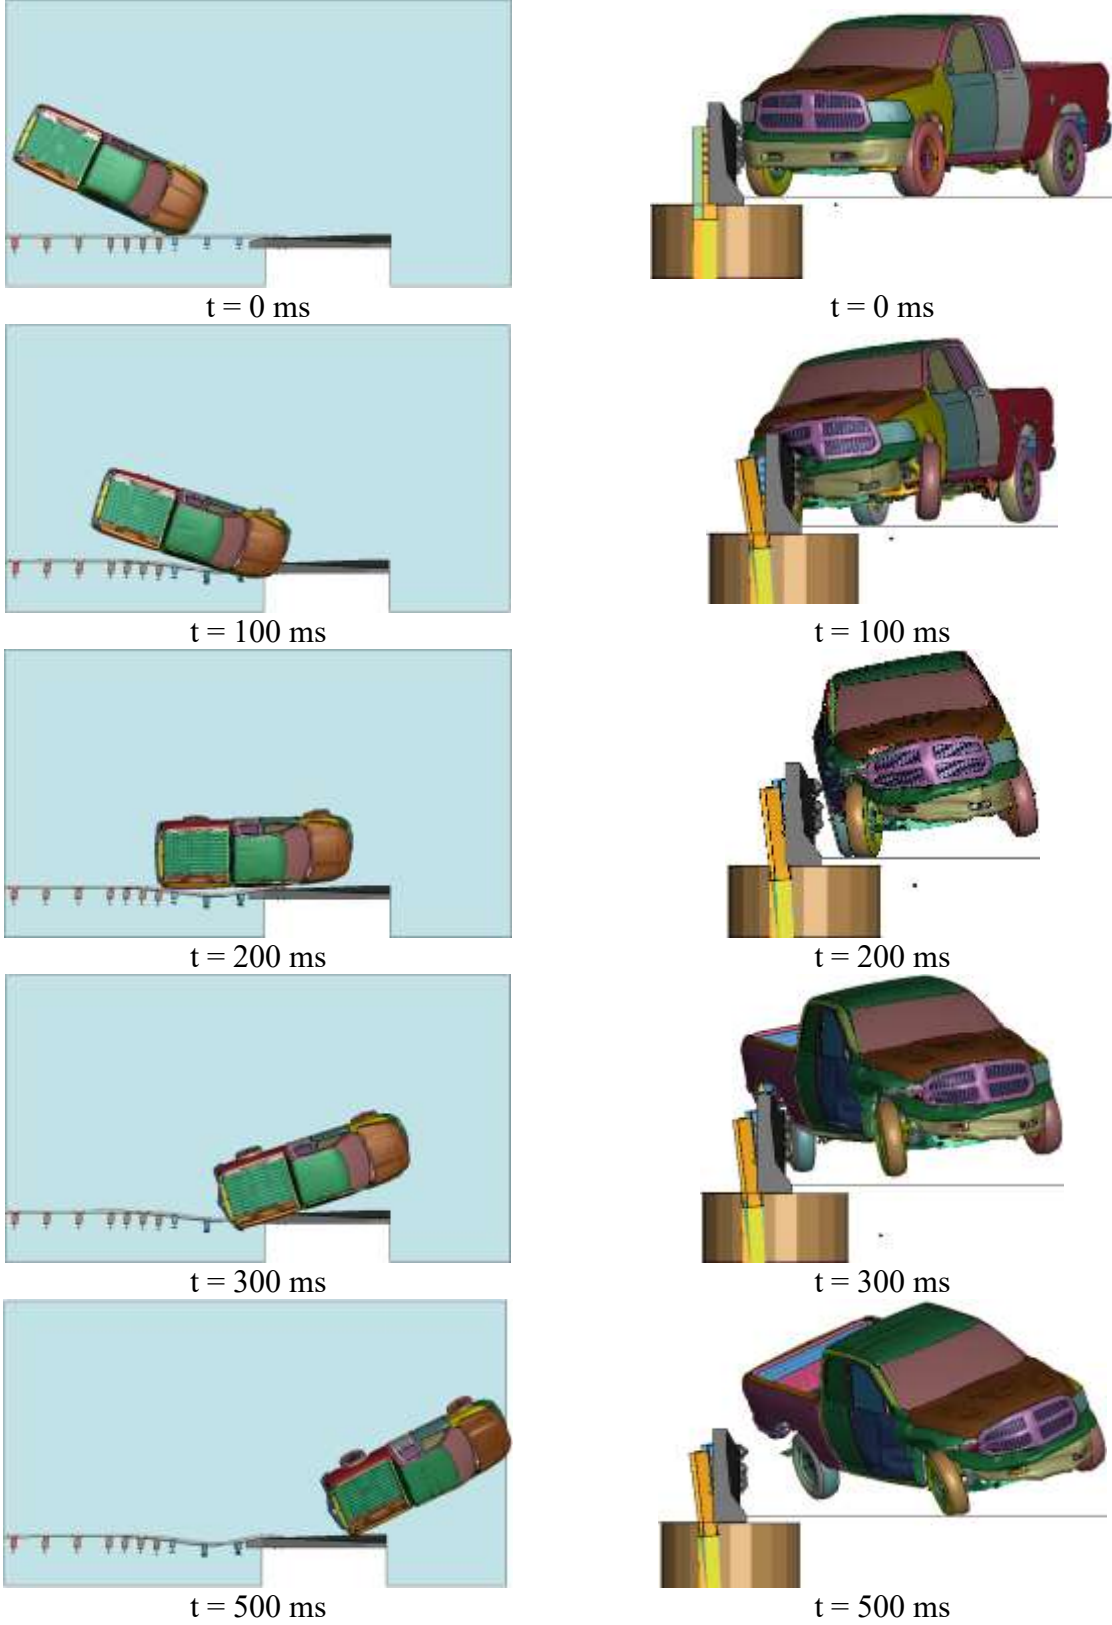 t = 0 ms
t = 0 ms
t = 100 ms
t = 100 ms
t = 200 ms
t = 200 ms
t = 300 ms
t = 300 ms
t = 500 ms
t = 500 ms